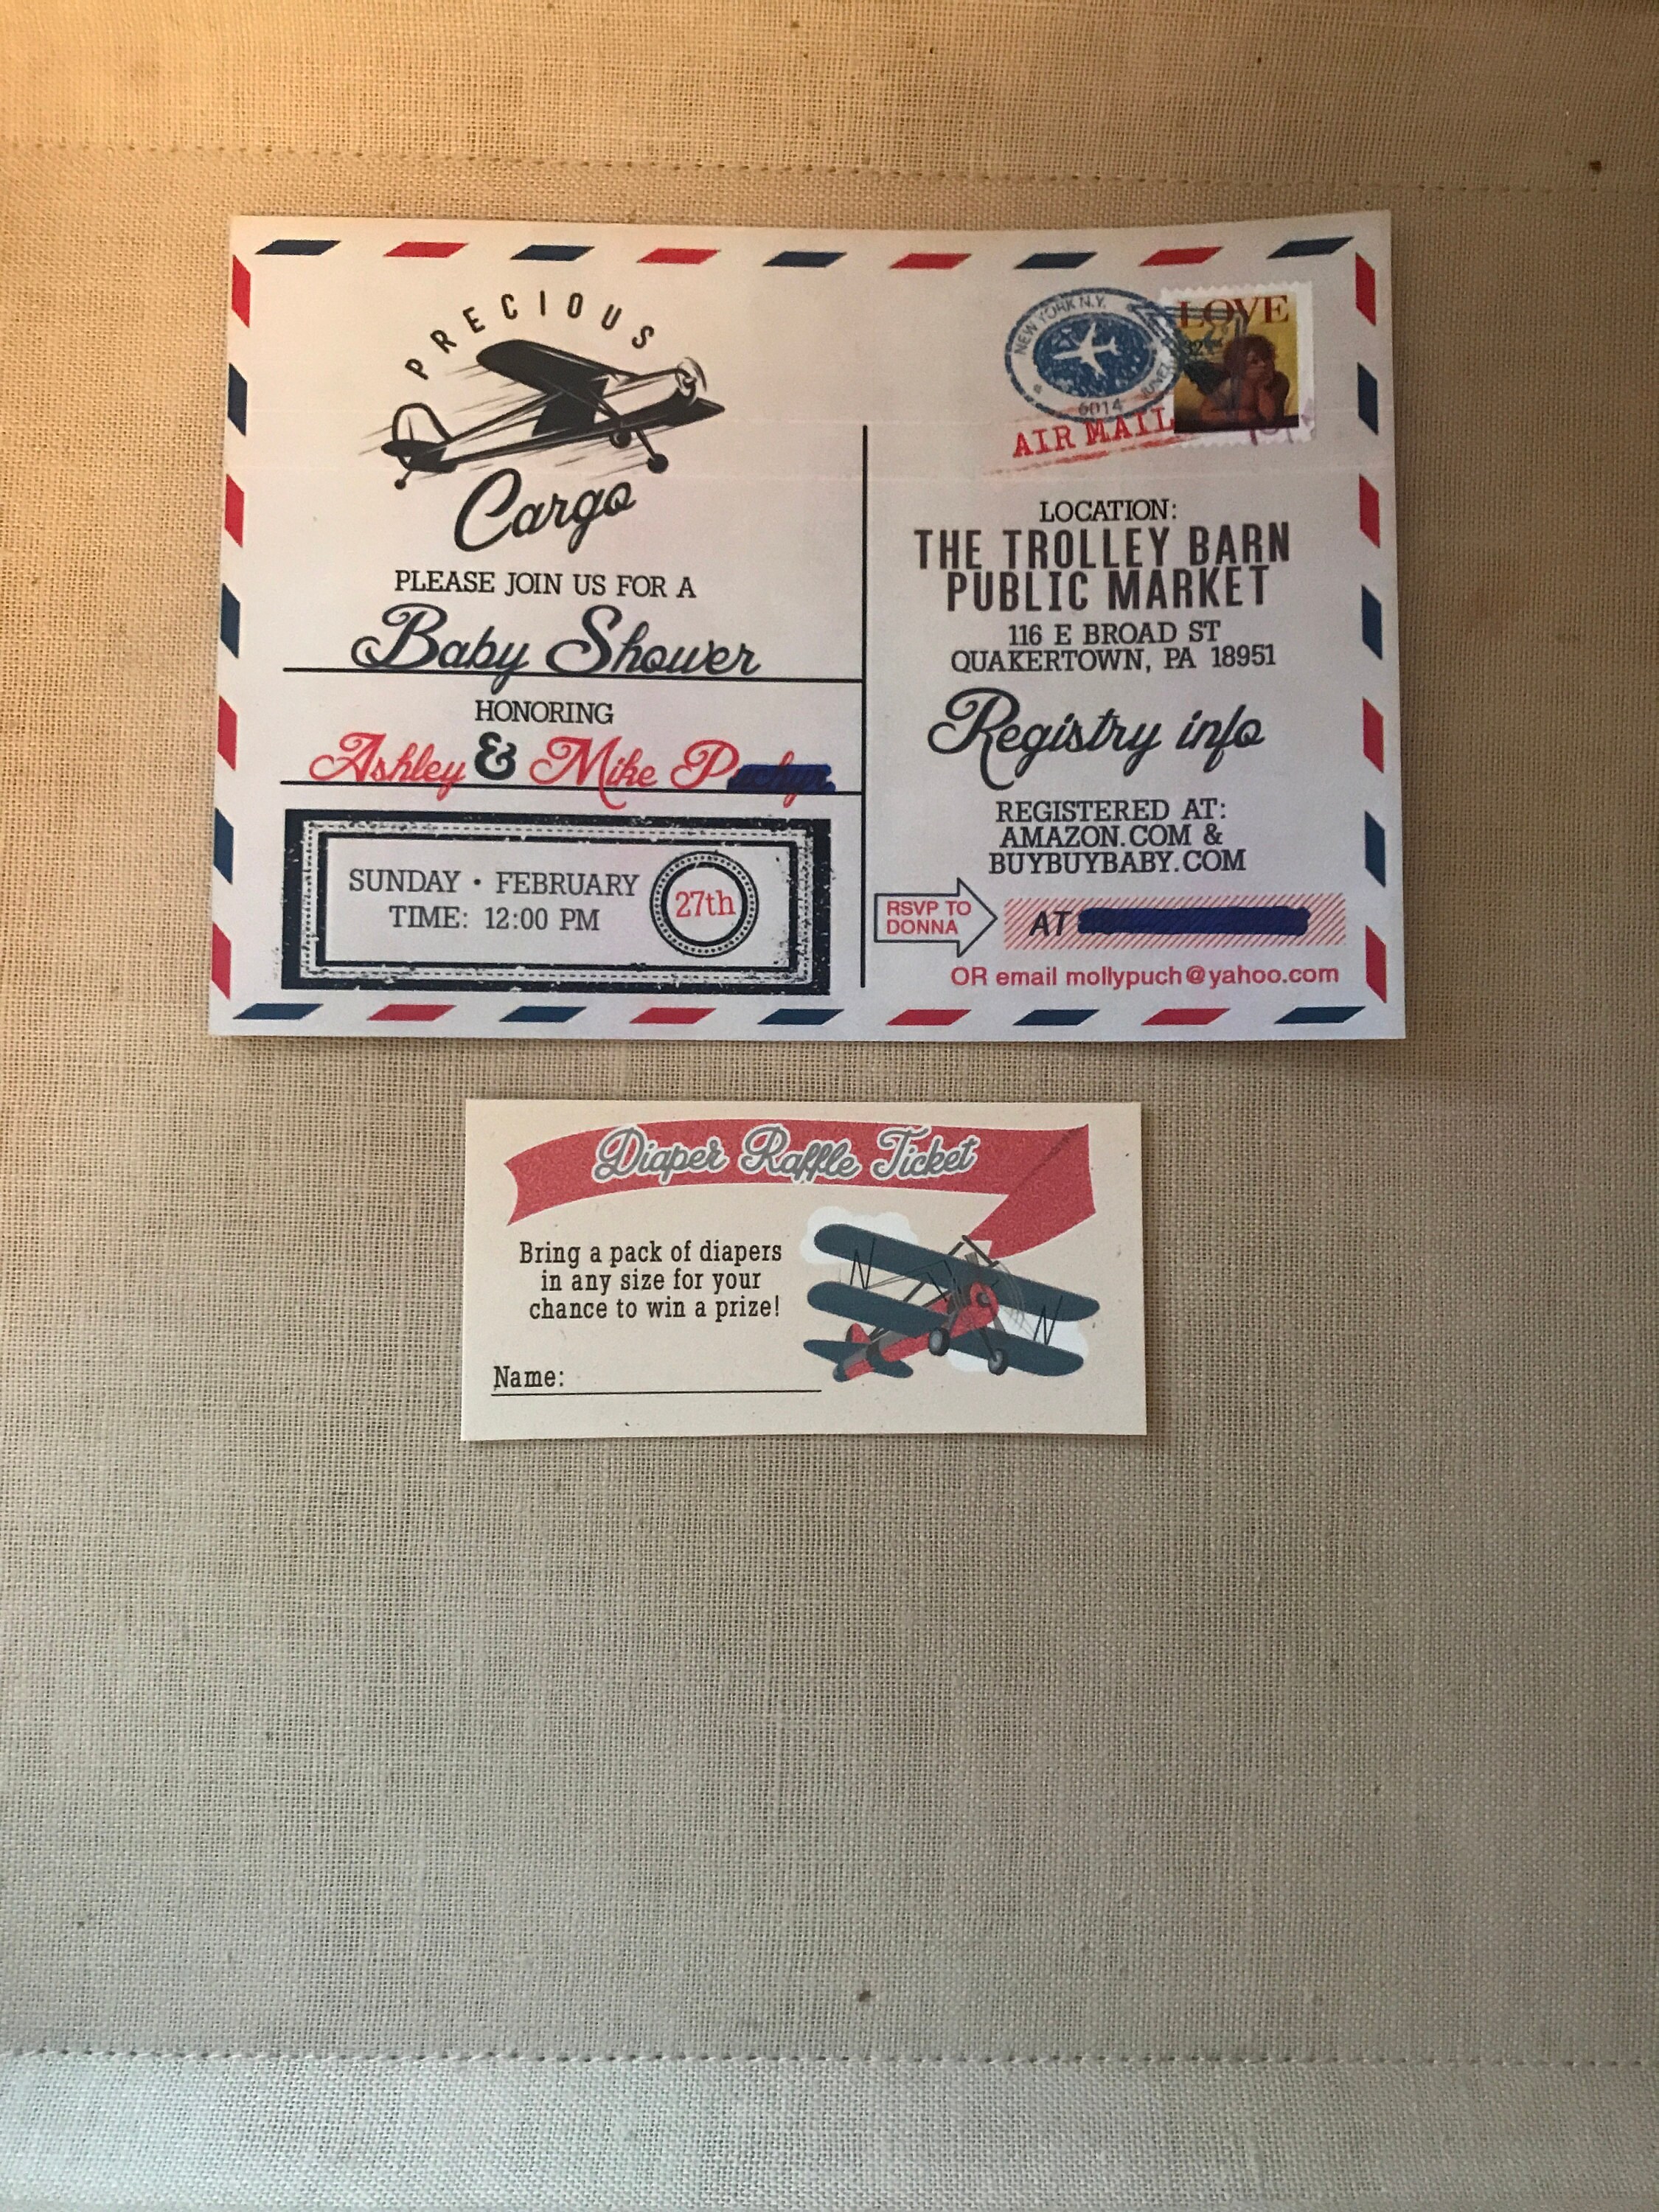 PRECIOUS
Cargo
PLEASE JOIN US FOR A
Baby Shower
HONORING
Ashley & Mike
SUNDAY • FEBRUARY
27th
TIME: 12:00 PM
NEW YORK N.Y.
6014
AIR MAIL
LOVE
32
LOCATION:
THE TROLLEY BARN
PUBLIC MARKET
116 E BROAD ST
QUAKERTOWN, PA 18951
Registry info
REGISTERED AT:
AMAZON.COM &
BUYBUYBABY.COM
RSVP TO
DONNA
AT
OR email mollypuch@yahoo.com
Diaper Raffle Ticket
Bring a pack of diapers
in any size for your
chance to win a prize!
Name: